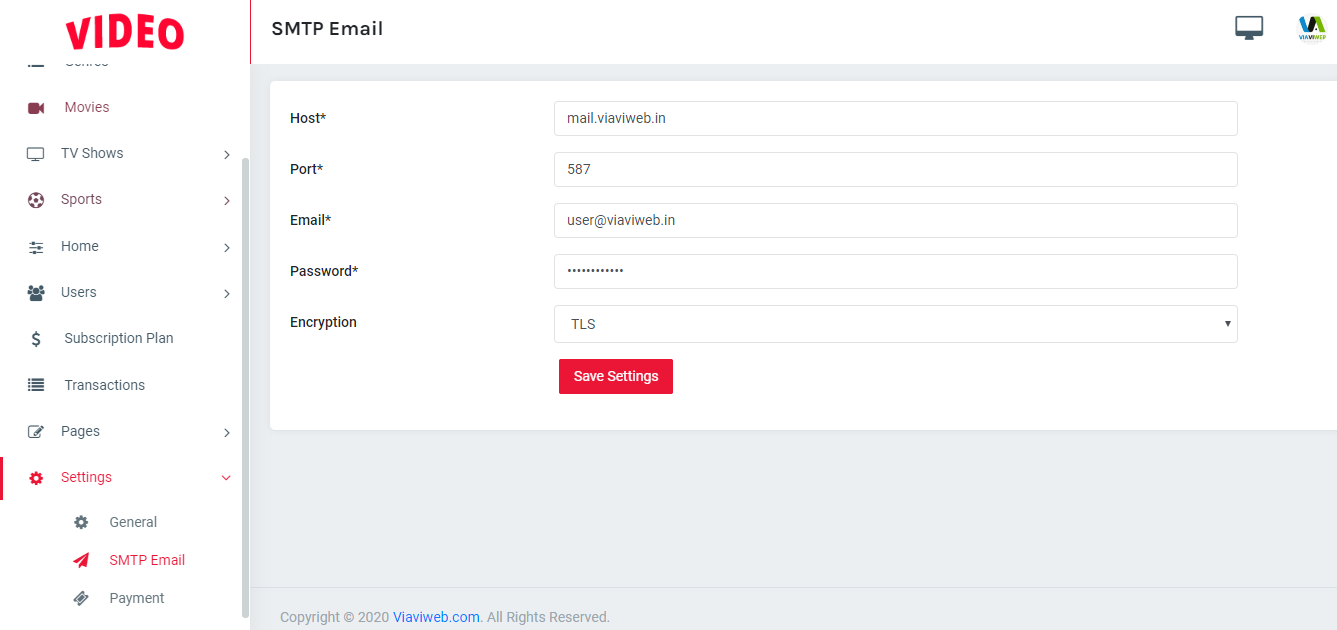 VIDEO
SMTP Email
VIAVIWEB
Genres
Movies
TV Shows
Sports
Home
Users
Subscription Plan
Transactions
Pages
Settings
General
SMTP Email
Payment
Host*
mail.viaviweb.in
Port*
587
Email*
user@viaviweb.in
Password*
••••••••••••
Encryption
TLS
Save Settings
Copyright © 2020 Viaviweb.com. All Rights Reserved.